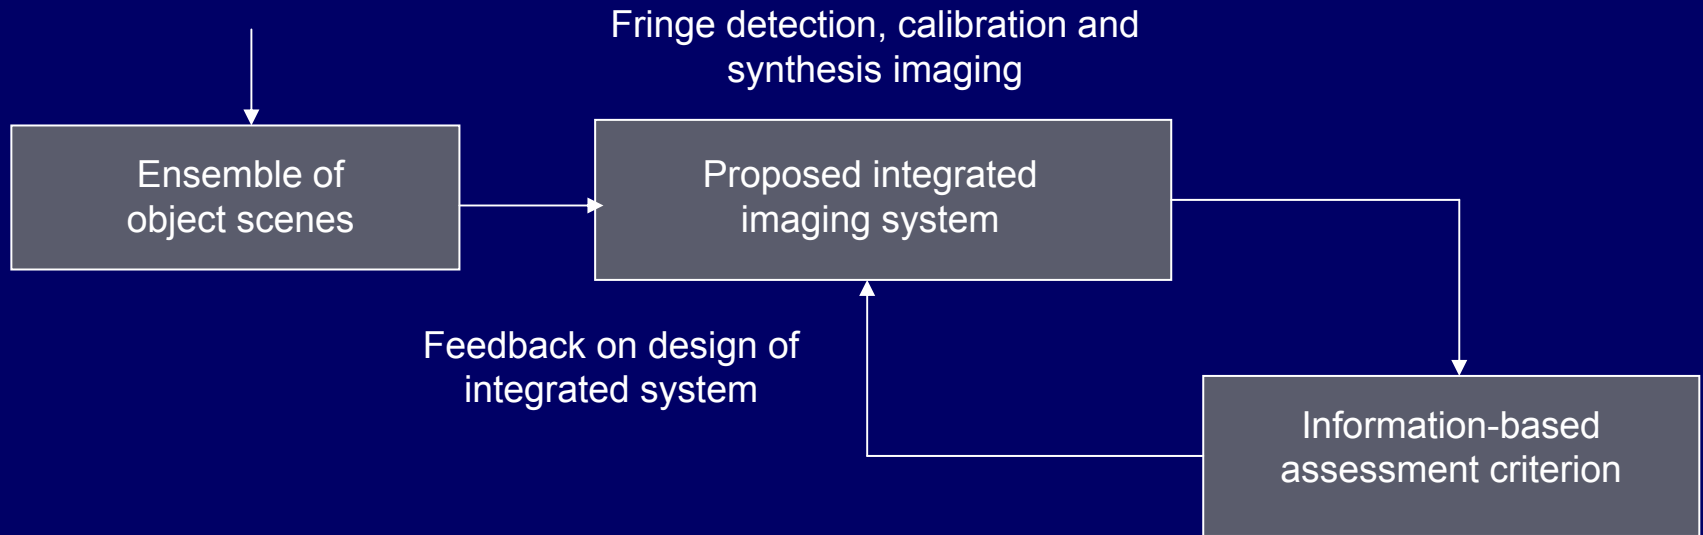 Fringe detection, calibration and
synthesis imaging
Ensemble of
object scenes
Proposed integrated
imaging system
Feedback on design of
integrated system
Information-based
assessment criterion